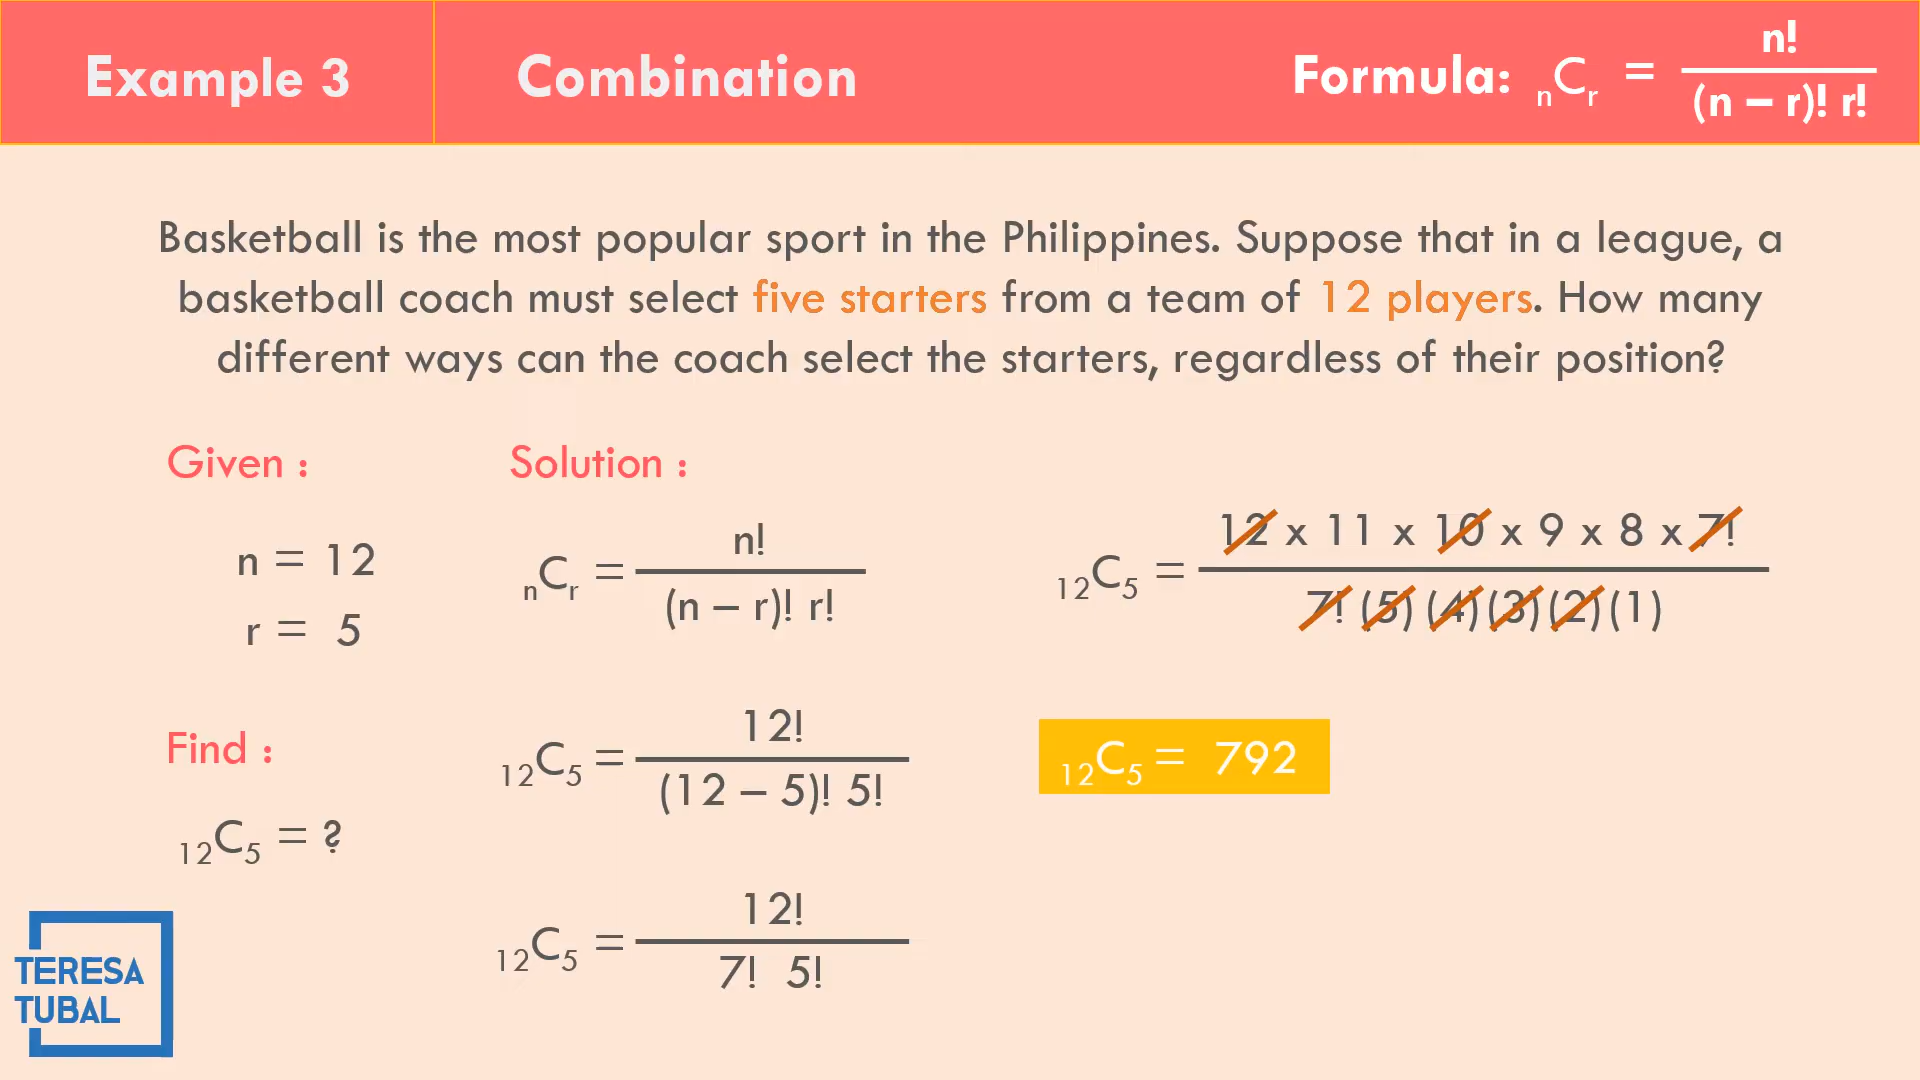 Example 3
Combination
Formula: nCr = n! / (n – r)! r!
Basketball is the most popular sport in the Philippines. Suppose that in a league, a
basketball coach must select five starters from a team of 12 players. How many
different ways can the coach select the starters, regardless of their position?
Given :
n = 12
r = 5
Find :
12C5 = ?
Solution :
nCr = n! / (n – r)! r!
12C5 = 12! / (12 – 5)! 5!
12C5 = 12! / 7! 5!
12C5 = 12 x 11 x 10 x 9 x 8 x 7! / 7! (5) (4) (3) (2) (1)
12C5 = 792
TERESA
TUBAL